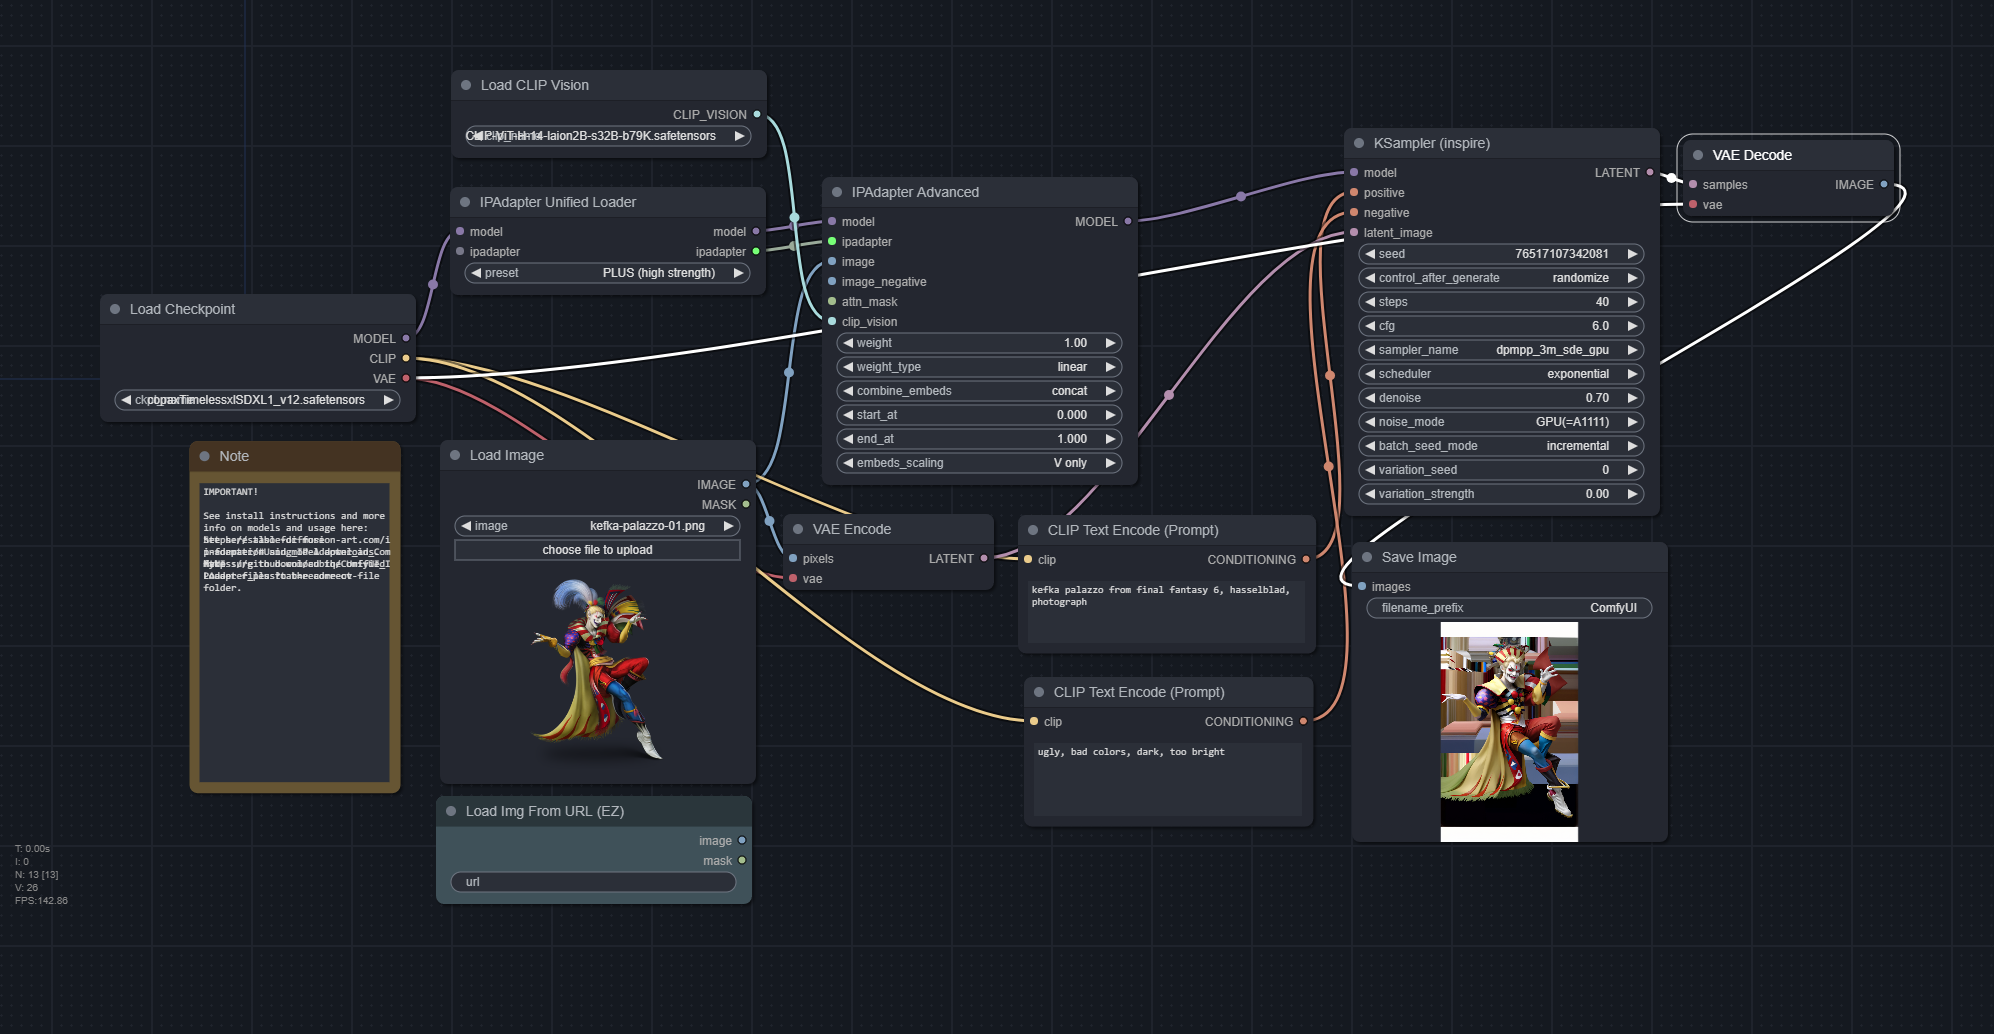 Load CLIP Vision
CLIP_VISION
CLIP-ViT-H-14-laion2B-s32B-b79K.safetensors
IPAdapter Unified Loader
model model
ipadapter ipadapter
preset PLUS (high strength)
Load Checkpoint
MODEL
CLIP
VAE
Note
IMPORTANT!
See install instructions and more
info on models and usage here:
folder.
Load Image
IMAGE
MASK
image kefka-palazzo-01.png
choose file to upload
Load Img From URL (EZ)
image
mask
url
IPAdapter Advanced
model MODEL
ipadapter
image
image_negative
attn_mask
clip_vision
weight 1.00
weight_type linear
combine_embeds concat
start_at 0.000
end_at 1.000
embeds_scaling V only
VAE Encode
pixels LATENT
vae
CLIP Text Encode (Prompt)
clip CONDITIONING
kefka palazzo from final fantasy 6, hasselblad,
photograph
CLIP Text Encode (Prompt)
clip CONDITIONING
ugly, bad colors, dark, too bright
KSampler (inspire)
model LATENT
positive
negative
latent_image
seed 76517107342081
control_after_generate randomize
steps 40
cfg 6.0
sampler_name dpmpp_3m_sde_gpu
scheduler exponential
denoise 0.70
noise_mode GPU(=A1111)
batch_seed_mode incremental
variation_seed 0
variation_strength 0.00
VAE Decode
samples IMAGE
vae
Save Image
images
filename_prefix ComfyUI
T: 0.00s
I: 0
N: 13 [13]
V: 26
FPS:142.86